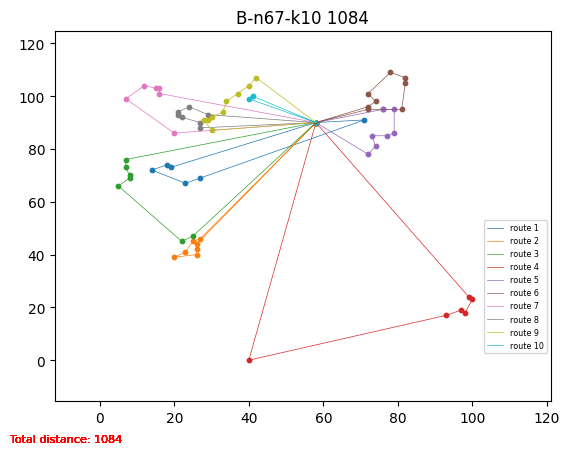 B-n67-k10 1084
120
100
80
60
40
20
0
route 1
route 2
route 3
route 4
route 5
route 6
route 7
route 8
route 9
route 10
0 20 40 60 80 100 120
Total distance: 1084